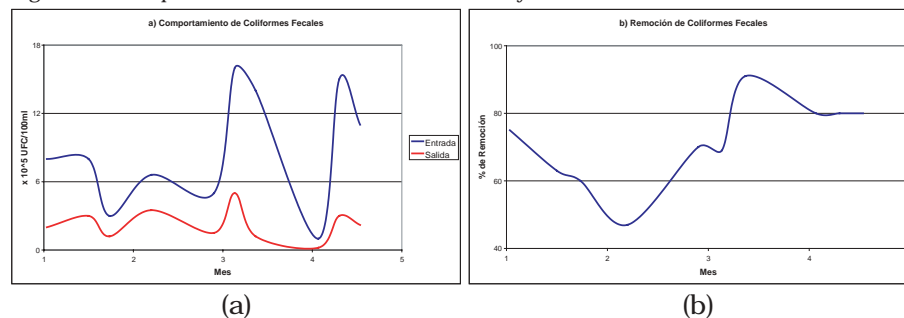 a) Comportamiento de Coliformes Fecales
18
12
6
0
x 10^5 UFC/100ml
1 2 3 4 5
Mes
Entrada
Salida
(a)
b) Remoción de Coliformes Fecales
100
80
60
40
% de Remoción
1 2 3 4
Mes
(b)